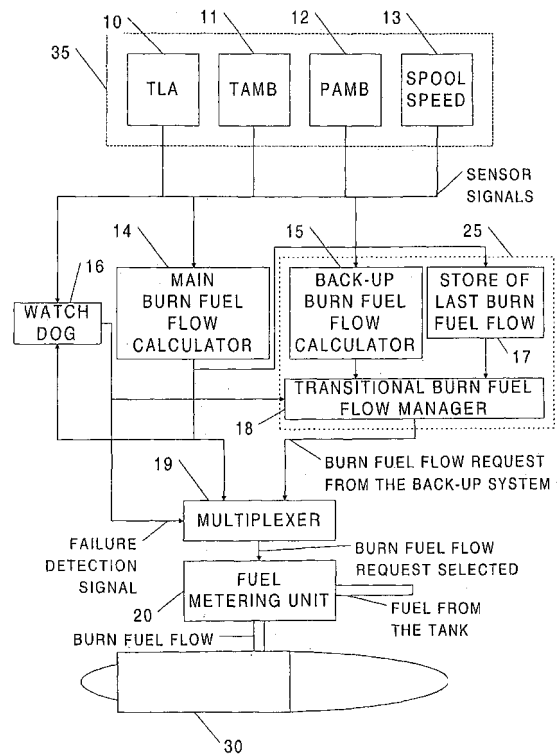 10
11
12
13
35
TLA
TAMB
PAMB
SPOOL
SPEED
SENSOR
SIGNALS
14
15
25
16
MAIN
BURN FUEL
FLOW
CALCULATOR
BACK-UP
BURN FUEL
FLOW
CALCULATOR
STORE OF
LAST BURN
FUEL FLOW
WATCH
DOG
17
TRANSITIONAL BURN FUEL
FLOW MANAGER
18
19
BURN FUEL FLOW REQUEST
FROM THE BACK-UP SYSTEM
MULTIPLEXER
FAILURE
DETECTION
SIGNAL
BURN FUEL FLOW
REQUEST SELECTED
FUEL
METERING UNIT
20
FUEL FROM
THE TANK
BURN FUEL FLOW
30